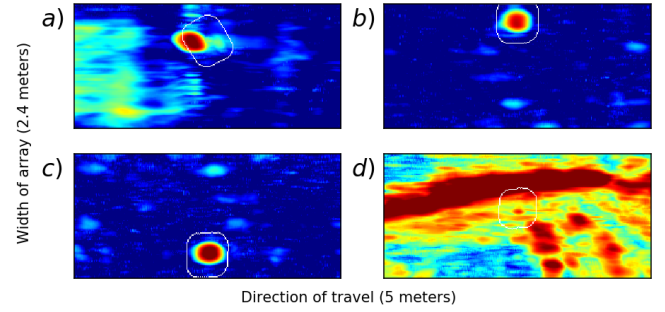 a)
b)
Width of array (2.4 meters)
c)
d)
Direction of travel (5 meters)